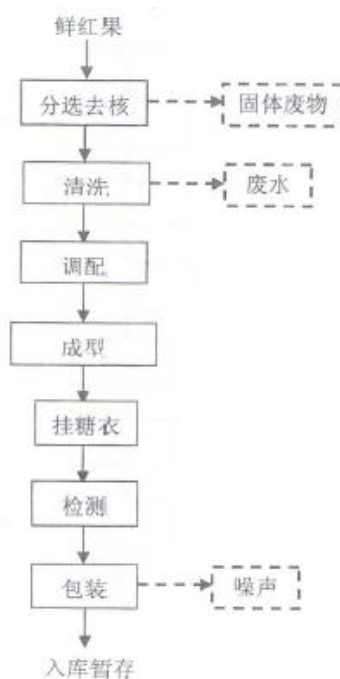 鲜红果
分选去核
固体废物
清洗
废水
调配
成型
挂糖衣
检测
包装
噪声
入库暂存